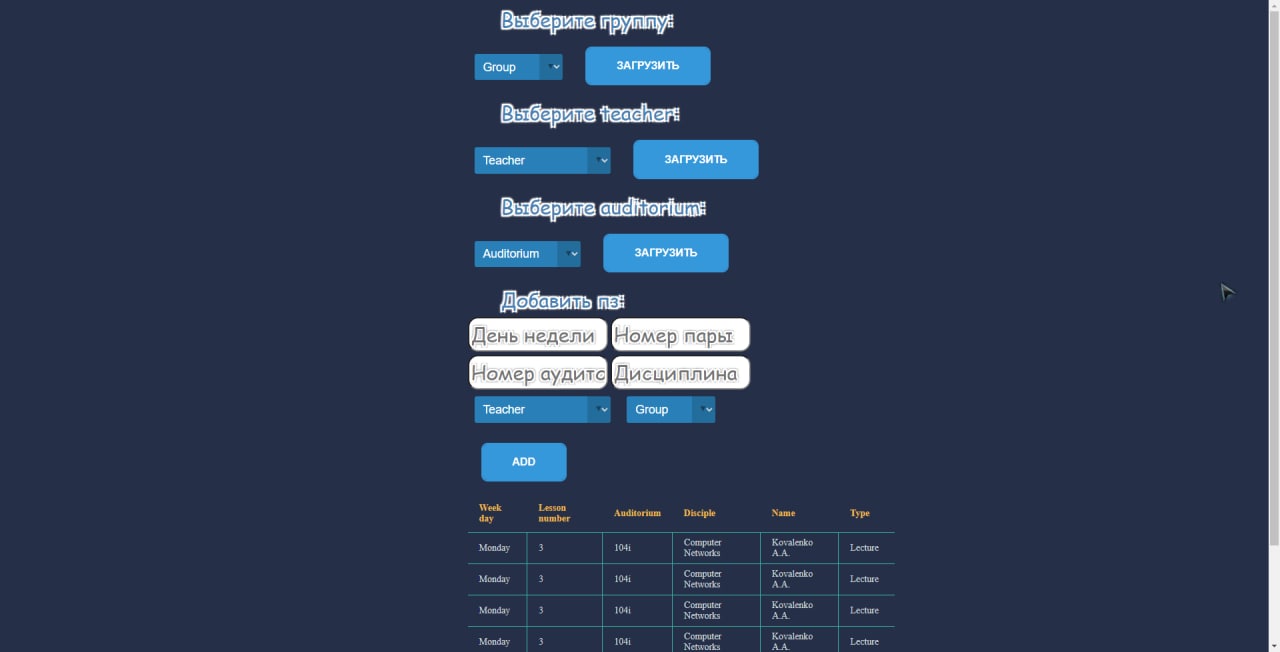 Выберите группу:
Group
ЗАГРУЗИТЬ
Выберите teacher:
Teacher
ЗАГРУЗИТЬ
Выберите auditorium:
Auditorium
ЗАГРУЗИТЬ
Добавить пз:
День недели Номер пары
Номер аудито Дисциплина
Teacher Group
ADD
Week day Lesson number Auditorium Disciple Name Type
Monday 3 104i Computer Networks Kovalenko A.A. Lecture
Monday 3 104i Computer Networks Kovalenko A.A. Lecture
Monday 3 104i Computer Networks Kovalenko A.A. Lecture
Monday 3 104i Computer Networks Kovalenko A.A. Lecture